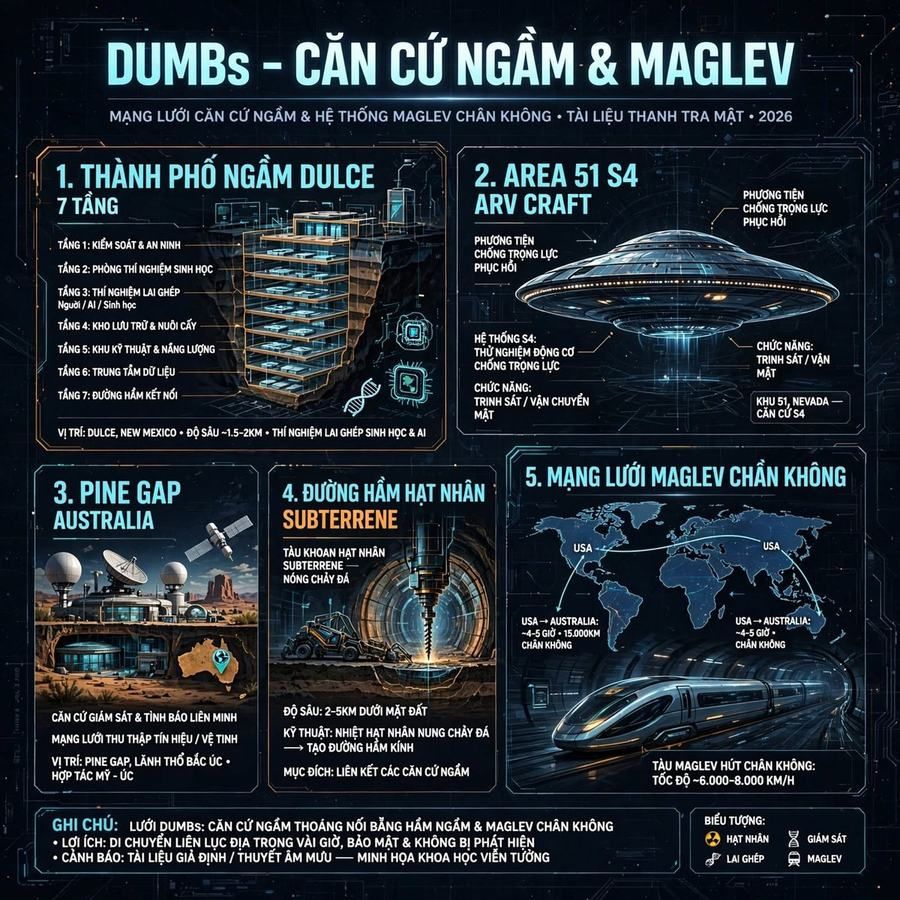 DUMBs - CĂN CỨ NGẦM & MAGLEV
MẠNG LƯỚI CĂN CỨ NGẦM & HỆ THỐNG MAGLEV CHÂN KHÔNG • TÀI LIỆU THANH TRA MẬT • 2026
1. THÀNH PHỐ NGẦM DULCE
7 TẦNG
TẦNG 1: KIỂM SOÁT & AN NINH
TẦNG 2: PHÒNG THÍ NGHIỆM SINH HỌC
TẦNG 3: THÍ NGHIỆM LAI GHÉP
Người / AI / Sinh học
TẦNG 4: KHO LƯU TRỮ & NUÔI CẤY
TẦNG 5: KHU KỸ THUẬT & NĂNG LƯỢNG
TẦNG 6: TRUNG TÂM DỮ LIỆU
TẦNG 7: ĐƯỜNG HẦM KẾT NỐI
VỊ TRÍ: DULCE, NEW MEXICO • ĐỘ SÂU ~1.5-2KM • THÍ NGHIỆM LAI GHÉP SINH HỌC & AI
2. AREA 51 S4
ARV CRAFT
PHƯƠNG TIỆN
CHỐNG TRỌNG LỰC
PHỤC HỒI
PHƯƠNG TIỆN
CHỐNG TRỌNG LỰC
PHỤC HỒI
HỆ THỐNG S4:
THỬ NGHIỆM ĐỘNG CƠ
CHỐNG TRỌNG LỰC
CHỨC NĂNG:
TRINH SÁT / VẬN CHUYỂN
MẬT
CHỨC NĂNG:
TRINH SÁT / VẬN
MẬT
KHU 51, NEVADA —
CĂN CỨ S4
3. PINE GAP
AUSTRALIA
CĂN CỨ GIÁM SÁT & TÌNH BÁO LIÊN MINH
MẠNG LƯỚI THU THẬP TÍN HIỆU / VỆ TINH
VỊ TRÍ: PINE GAP, LÃNH THỔ BẮC ÚC •
HỢP TÁC MỸ - ÚC
4. ĐƯỜNG HẦM HẠT NHÂN
SUBTERRENE
TÀU KHOAN HẠT NHÂN
SUBTERRENE —
NÓNG CHẢY ĐÁ
ĐỘ SÂU: 2-5KM DƯỚI MẶT ĐẤT
KỸ THUẬT: NHIỆT HẠT NHÂN NUNG CHẢY ĐÁ
⟶ TẠO ĐƯỜNG HẦM KÍNH
MỤC ĐÍCH: LIÊN KẾT CÁC CĂN CỨ NGẦM
5. MẠNG LƯỚI MAGLEV CHẦN KHÔNG
USA
USA
USA → AUSTRALIA:
~4-5 GIỜ • 15.000KM
CHÂN KHÔNG
USA → AUSTRALIA:
~4-5 GIỜ •
CHÂN KHÔNG
TÀU MAGLEV HÚT CHÂN KHÔNG:
TỐC ĐỘ ~6.000-8.000 KM/H
GHI CHÚ: LƯỚI DUMBs: CĂN CỨ NGẦM THOÁNG NỐI BẰNG HẦM NGẦM & MAGLEV CHÂN KHÔNG
• LỢI ÍCH: DI CHUYỂN LIÊN LỤC ĐỊA TRONG VÀI GIỜ, BẢO MẬT & KHÔNG BỊ PHÁT HIỆN
• CẢNH BÁO: TÀI LIỆU GIẢ ĐỊNH / THUYẾT ÂM MƯU — MINH HỌA KHOA HỌC VIỄN TƯỞNG
BIỂU TƯỢNG:
HẠT NHÂN
GIÁM SÁT
LAI GHÉP
MAGLEV